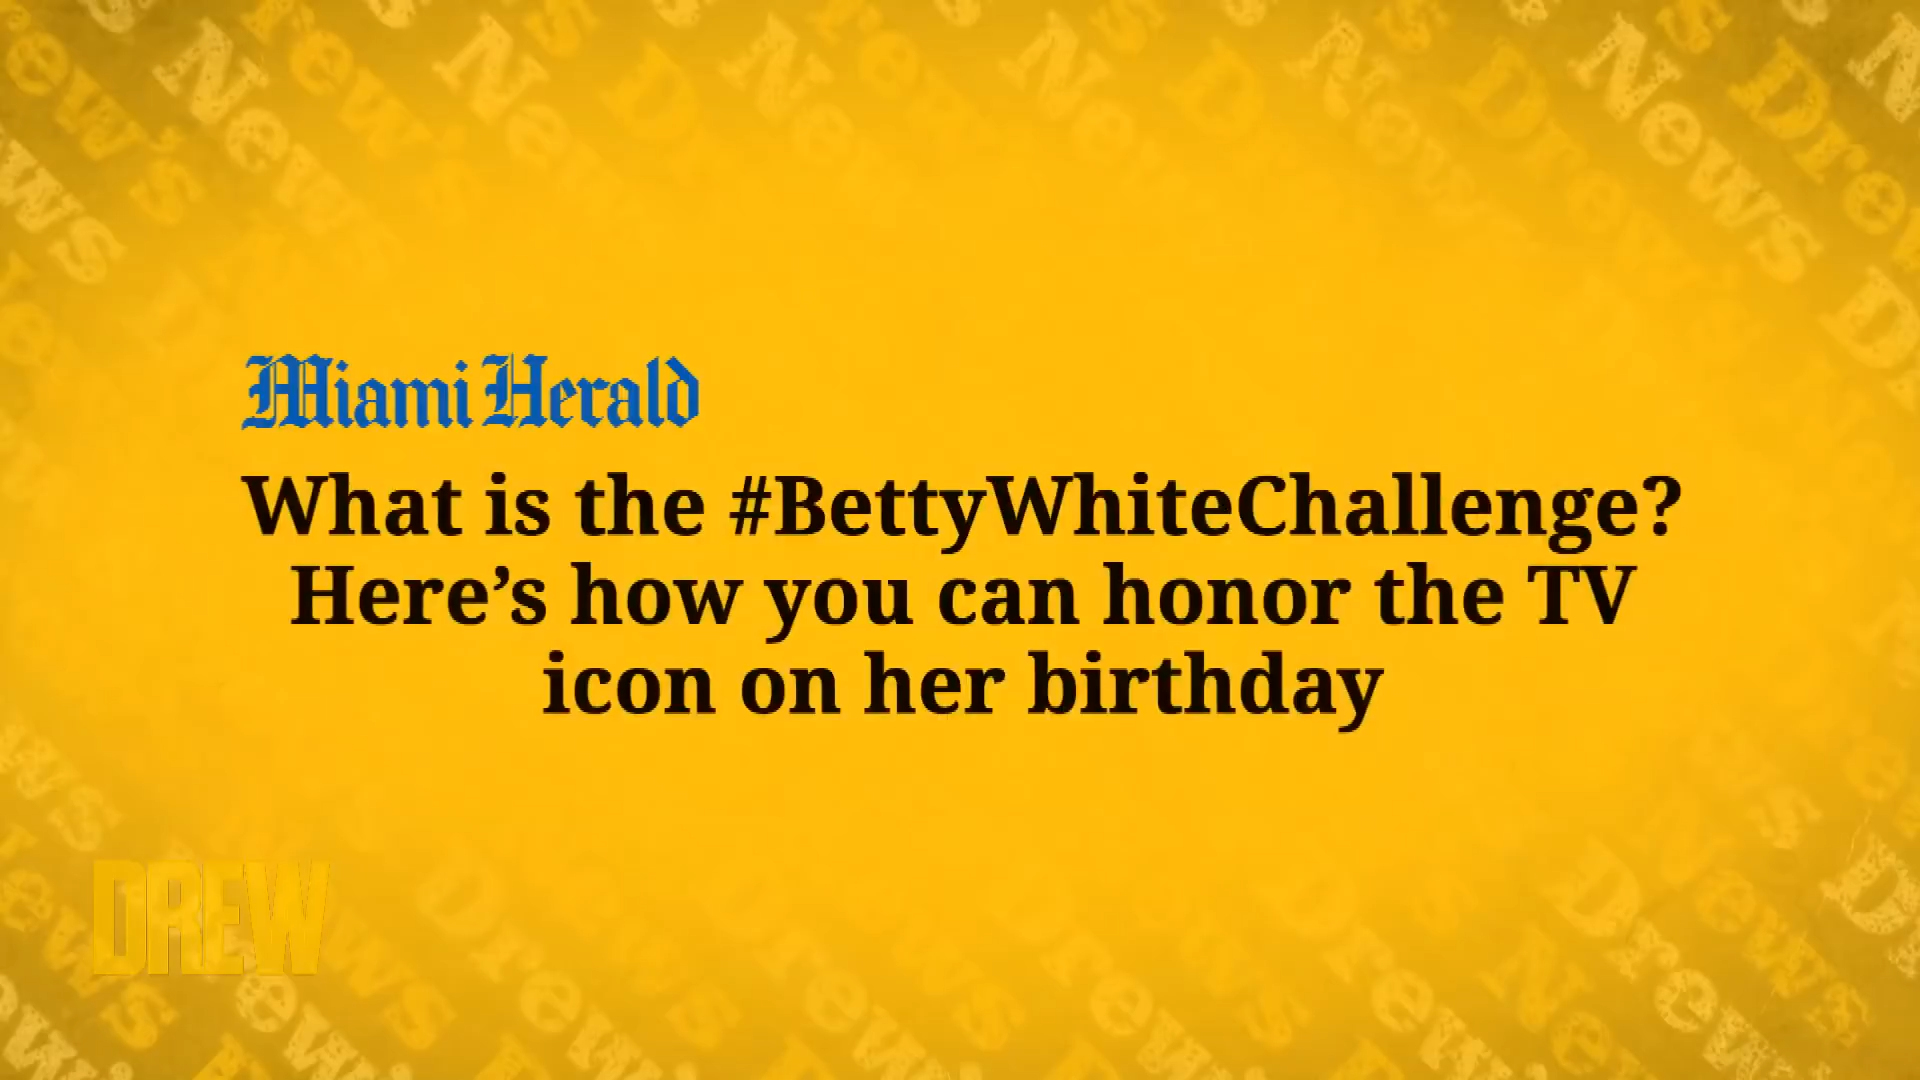 Miami Herald
What is the #BettyWhiteChallenge?
Here’s how you can honor the TV
icon on her birthday
DREW